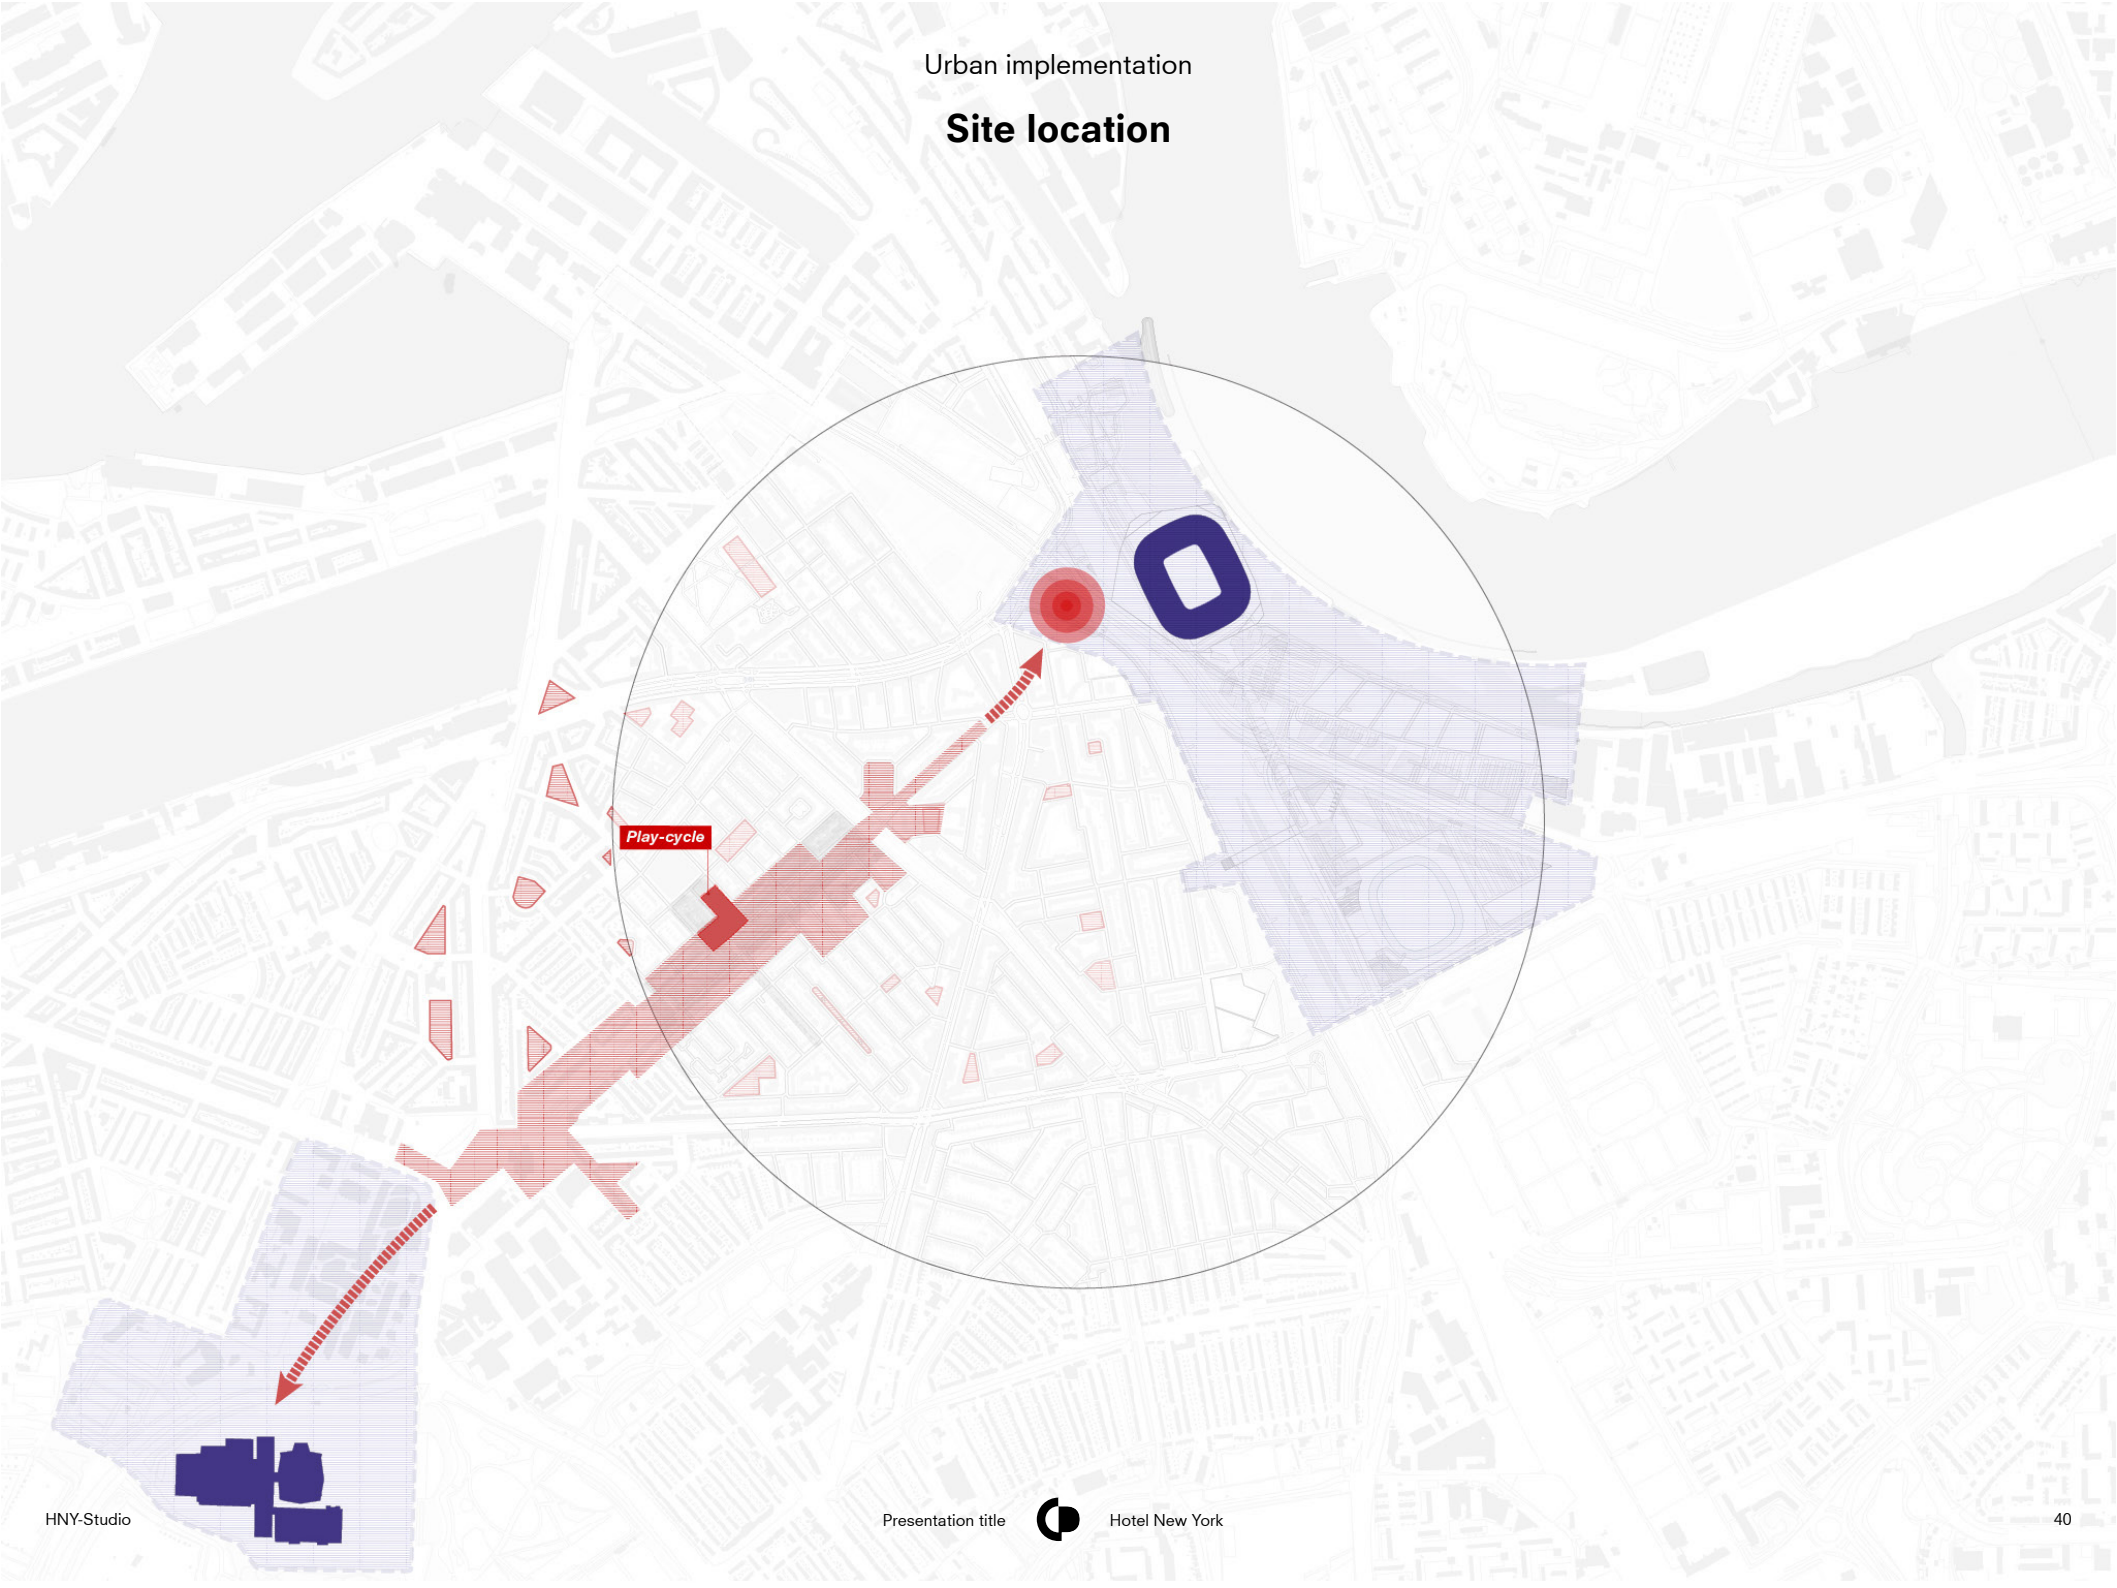 Urban implementation
Site location
Play-cycle
HNY-Studio
Presentation title
Hotel New York
40